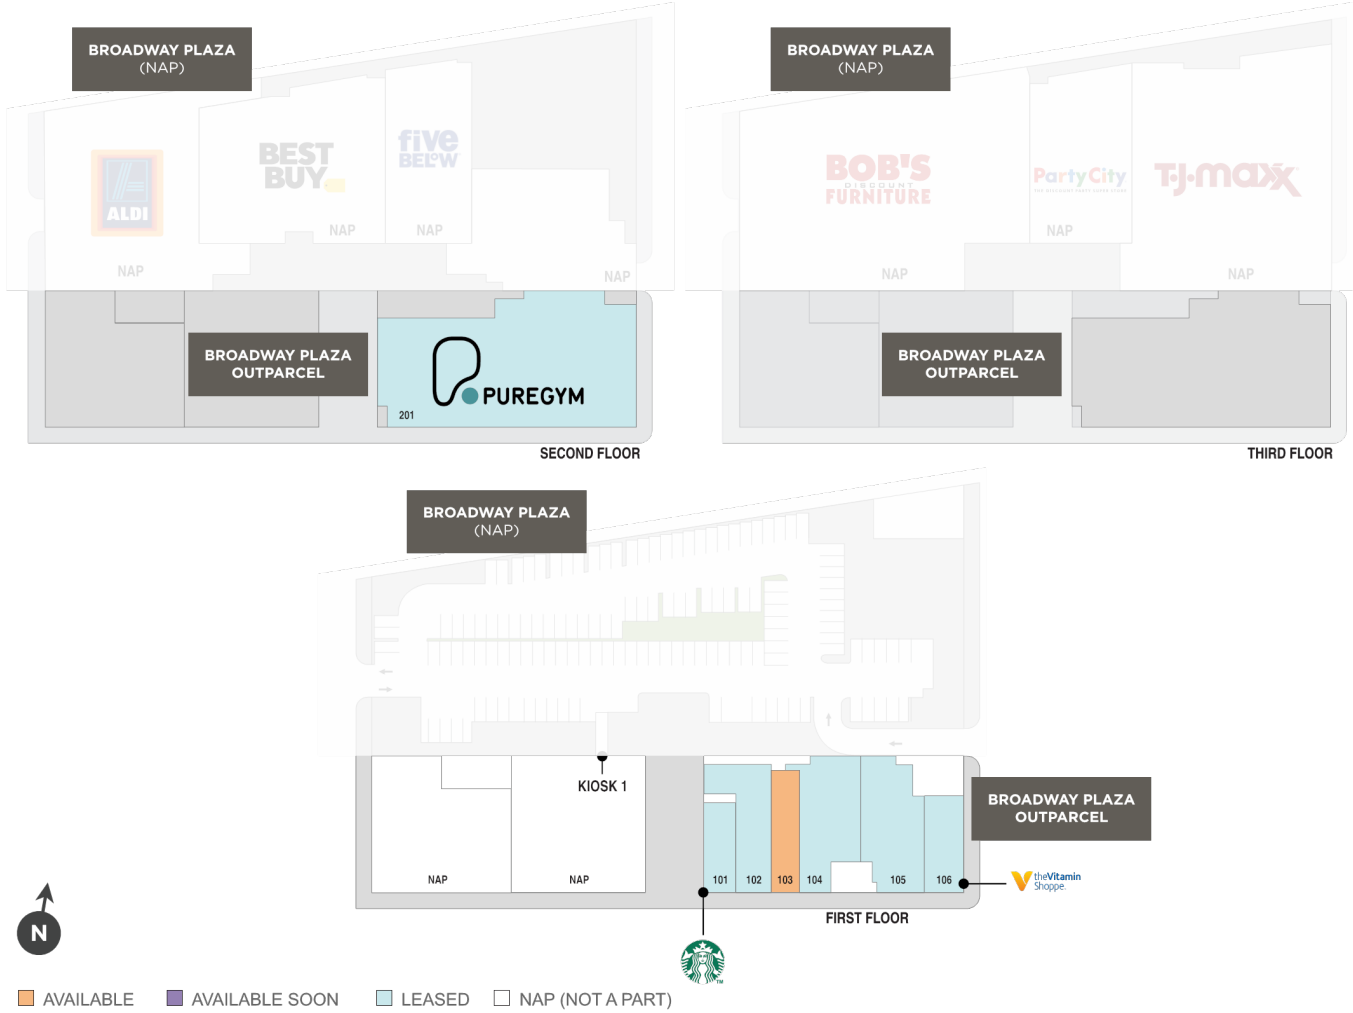 BROADWAY PLAZA
(NAP)
ALDI
BEST
BUY
five
BELOW
NAP
NAP
NAP
NAP
BROADWAY PLAZA
OUTPARCEL
PUREGYM
201
SECOND FLOOR
BROADWAY PLAZA
(NAP)
BOB'S
DISCOUNT
FURNITURE
PartyCity
T.J.maxx
NAP
NAP
NAP
BROADWAY PLAZA
OUTPARCEL
THIRD FLOOR
BROADWAY PLAZA
(NAP)
KIOSK 1
NAP
NAP
101
102
103
104
105
106
BROADWAY PLAZA
OUTPARCEL
theVitamin
Shoppe.
FIRST FLOOR
N
TM
AVAILABLE
AVAILABLE SOON
LEASED
NAP (NOT A PART)